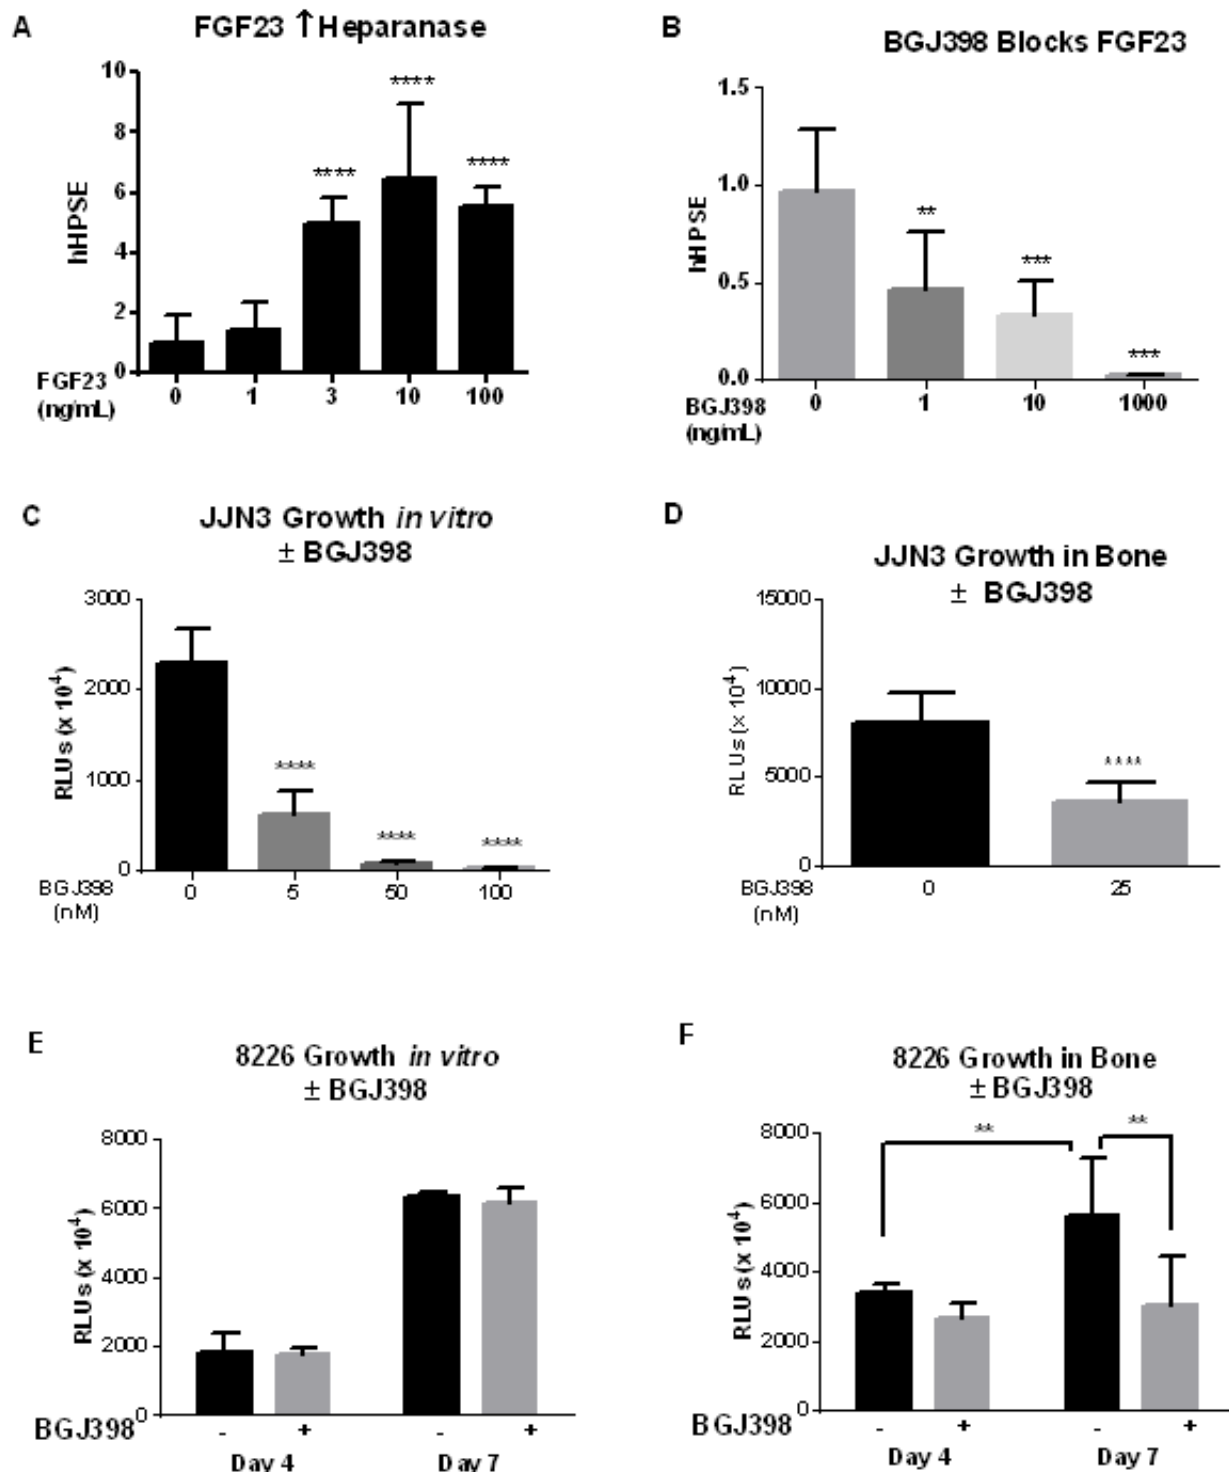 A
FGF23 ↑ Heparanase
hHPSE
10
8
6
4
2
0
****
****
****
FGF23
(ng/mL)
0 1 3 10 100
B
BGJ398 Blocks FGF23
hHPSE
1.5
1.0
0.5
0.0
**
***
***
BGJ398
(ng/mL)
0 1 10 1000
C
JJN3 Growth in vitro
± BGJ398
RLUs (x 10⁴)
3000
2000
1000
0
****
****
****
BGJ398
(nM)
0 5 50 100
D
JJN3 Growth in Bone
± BGJ398
RLUs (x 10⁴)
15000
10000
5000
0
****
BGJ398
(nM)
0 25
E
8226 Growth in vitro
± BGJ398
RLUs (x 10⁴)
8000
6000
4000
2000
0
BGJ398 - + - +
Day 4 Day 7
F
8226 Growth in Bone
± BGJ398
RLUs (x 10⁴)
8000
6000
4000
2000
0
**
**
BGJ398 - + - +
Day 4 Day 7